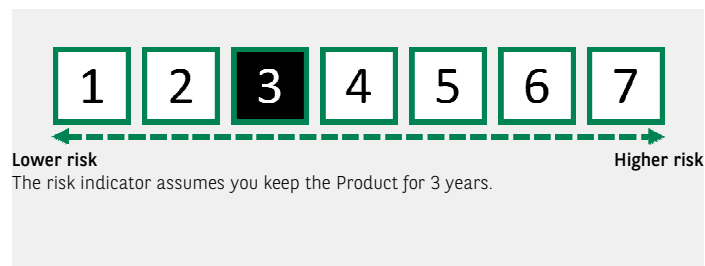 1 2 3 4 5 6 7
Lower risk Higher risk
The risk indicator assumes you keep the Product for 3 years.